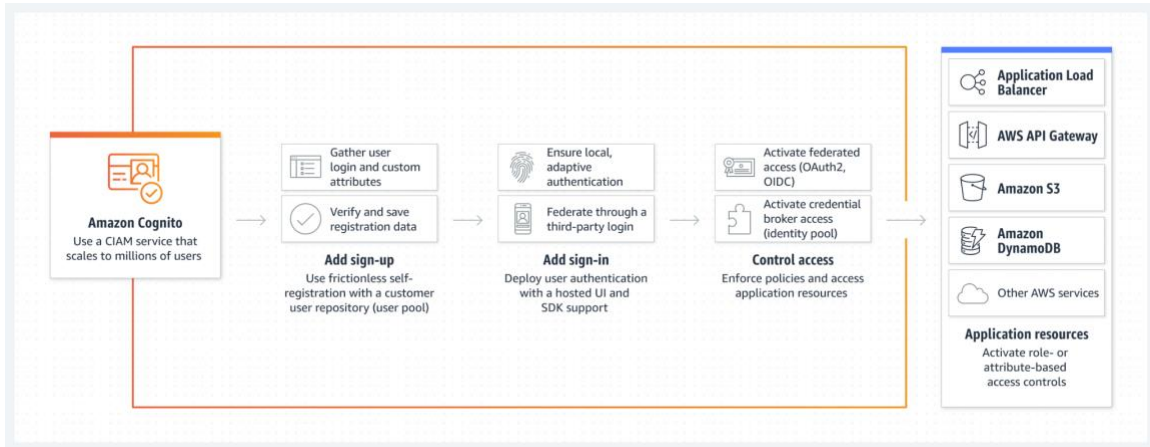 Amazon Cognito
Use a CIAM service that
scales to millions of users
Gather user
login and custom
attributes
Verify and save
registration data
Add sign-up
Use frictionless self-
registration with a customer
user repository (user pool)
Ensure local,
adaptive
authentication
Federate through a
third-party login
Add sign-in
Deploy user authentication
with a hosted UI and
SDK support
Activate federated
access (OAuth2,
OIDC)
Activate credential
broker access
(identity pool)
Control access
Enforce policies and access
application resources
Application Load
Balancer
AWS API Gateway
Amazon S3
Amazon
DynamoDB
Other AWS services
Application resources
Activate role- or
attribute-based
access controls